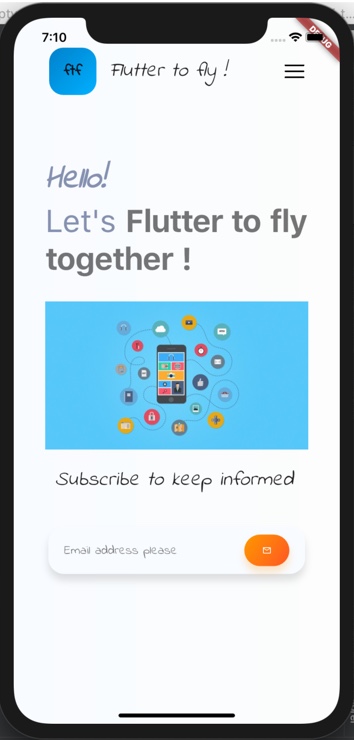 7:10
DEBUG
ftf
Flutter to fly !
Hello!
Let's Flutter to fly
together !
Subscribe to keep informed
Email address please